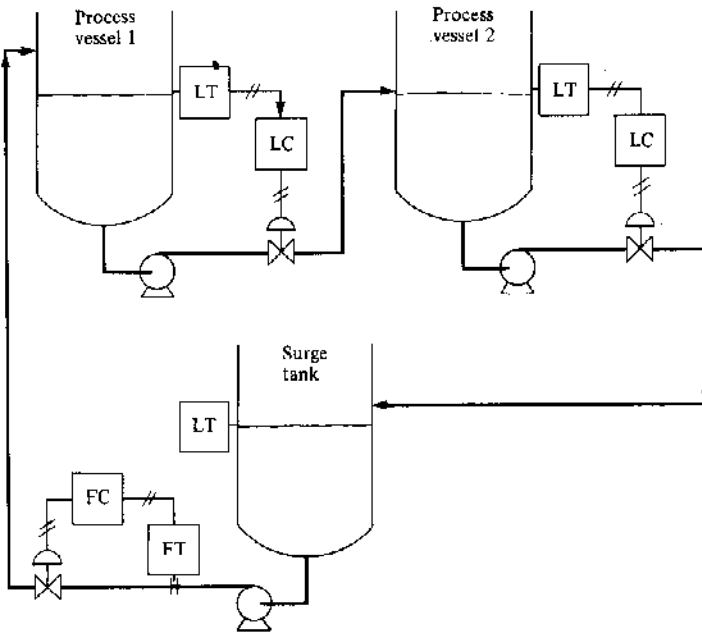 Process
vessel 1
Process
vessel 2
LT
LT
LC
LC
Surge
tank
LT
FC
FT